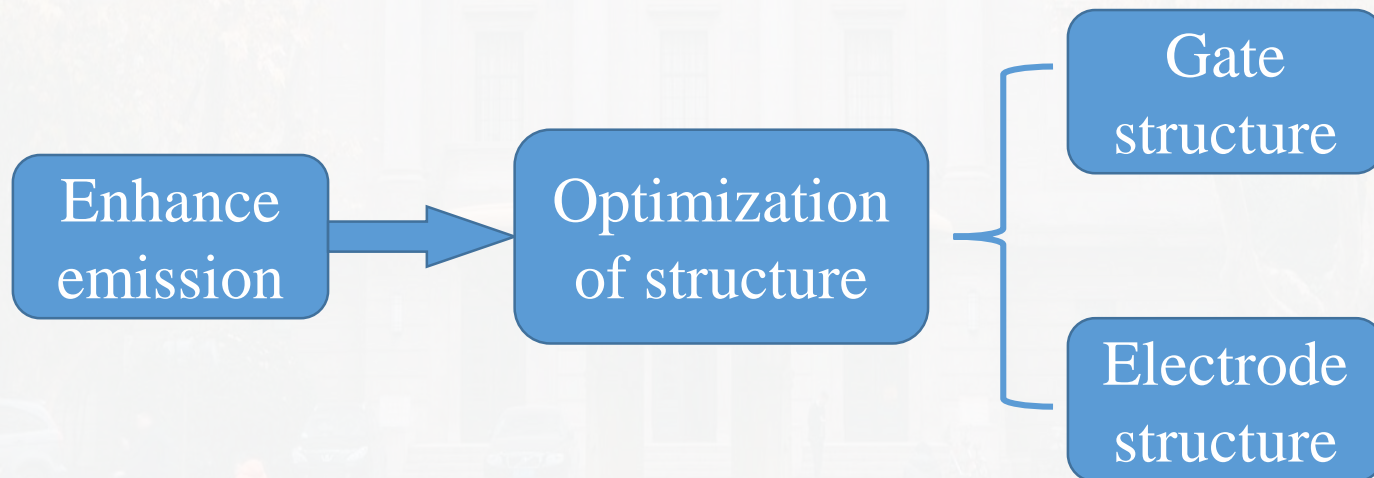 Enhance
emission
Optimization
of structure
Gate
structure
Electrode
structure